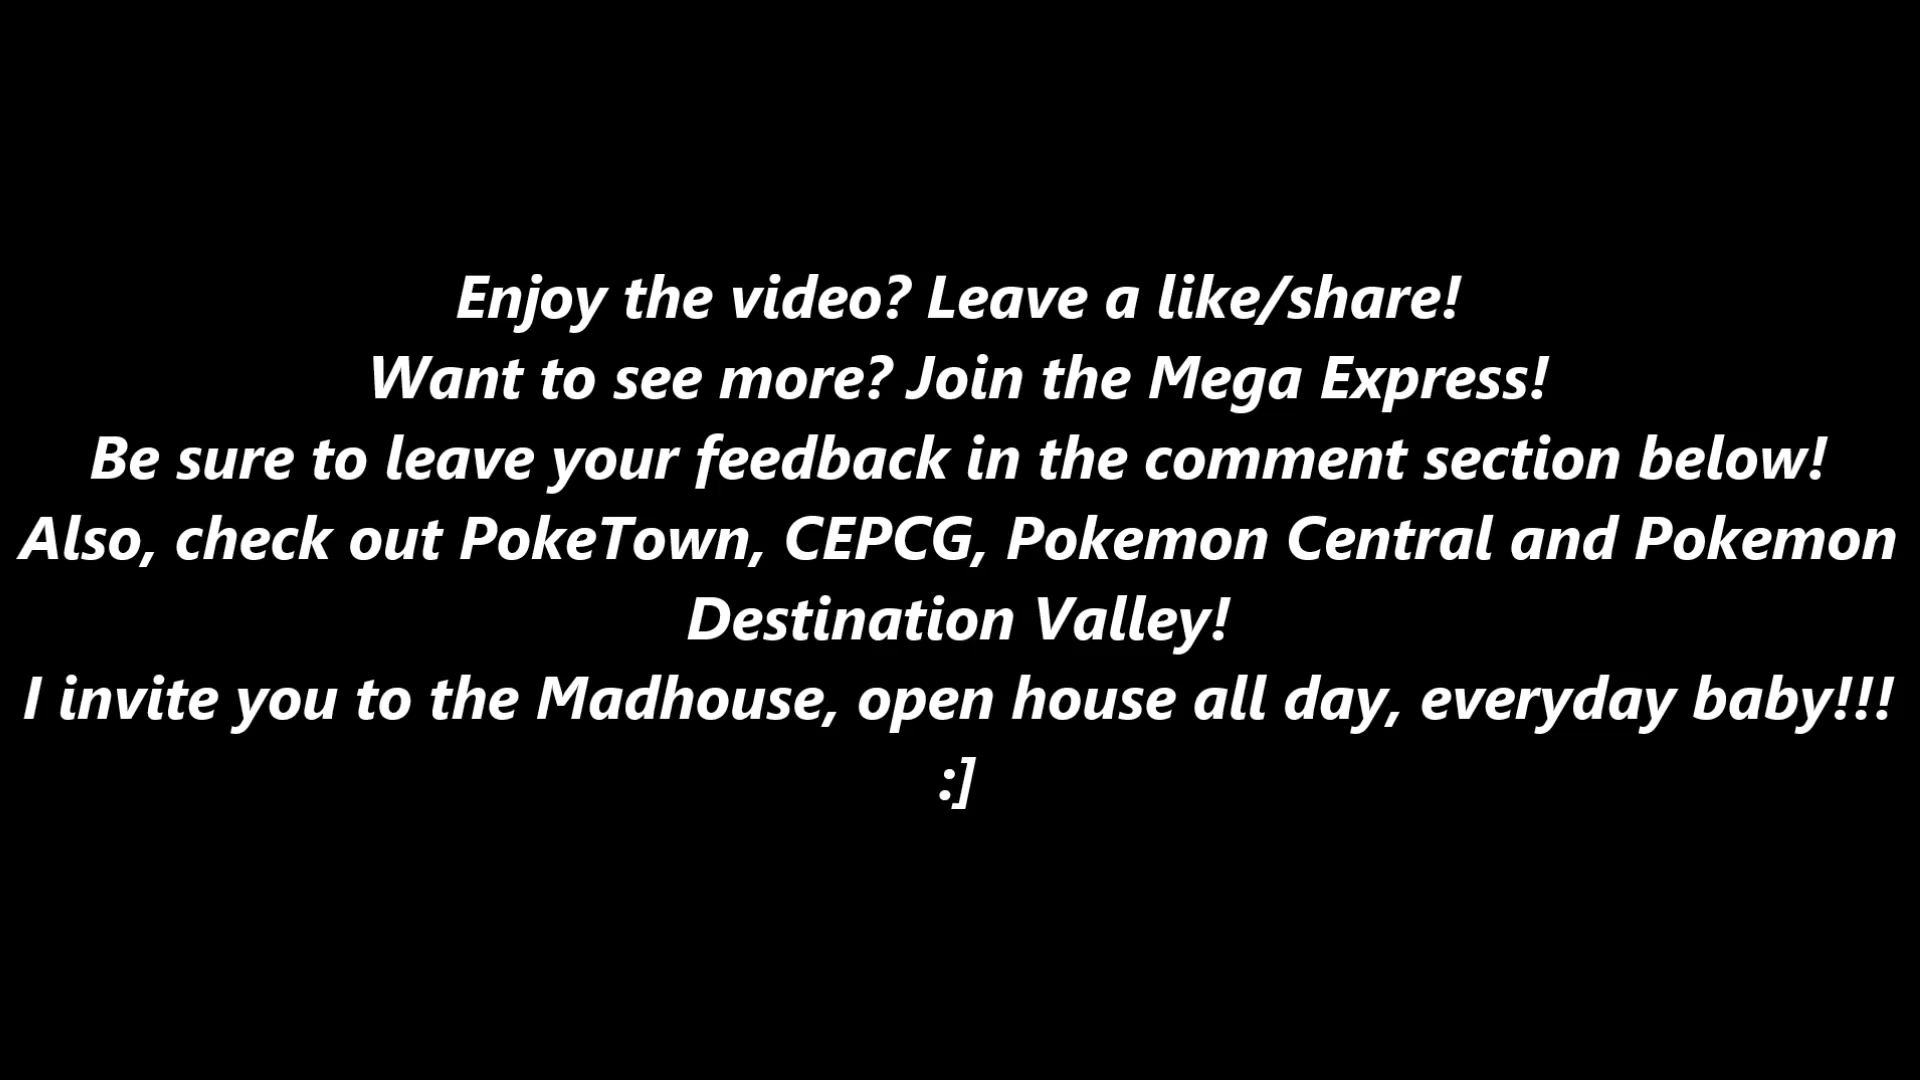 Enjoy the video? Leave a like/share!
Want to see more? Join the Mega Express!
Be sure to leave your feedback in the comment section below!
Also, check out PokeTown, CEPCG, Pokemon Central and Pokemon
Destination Valley!
I invite you to the Madhouse, open house all day, everyday baby!!!
:]